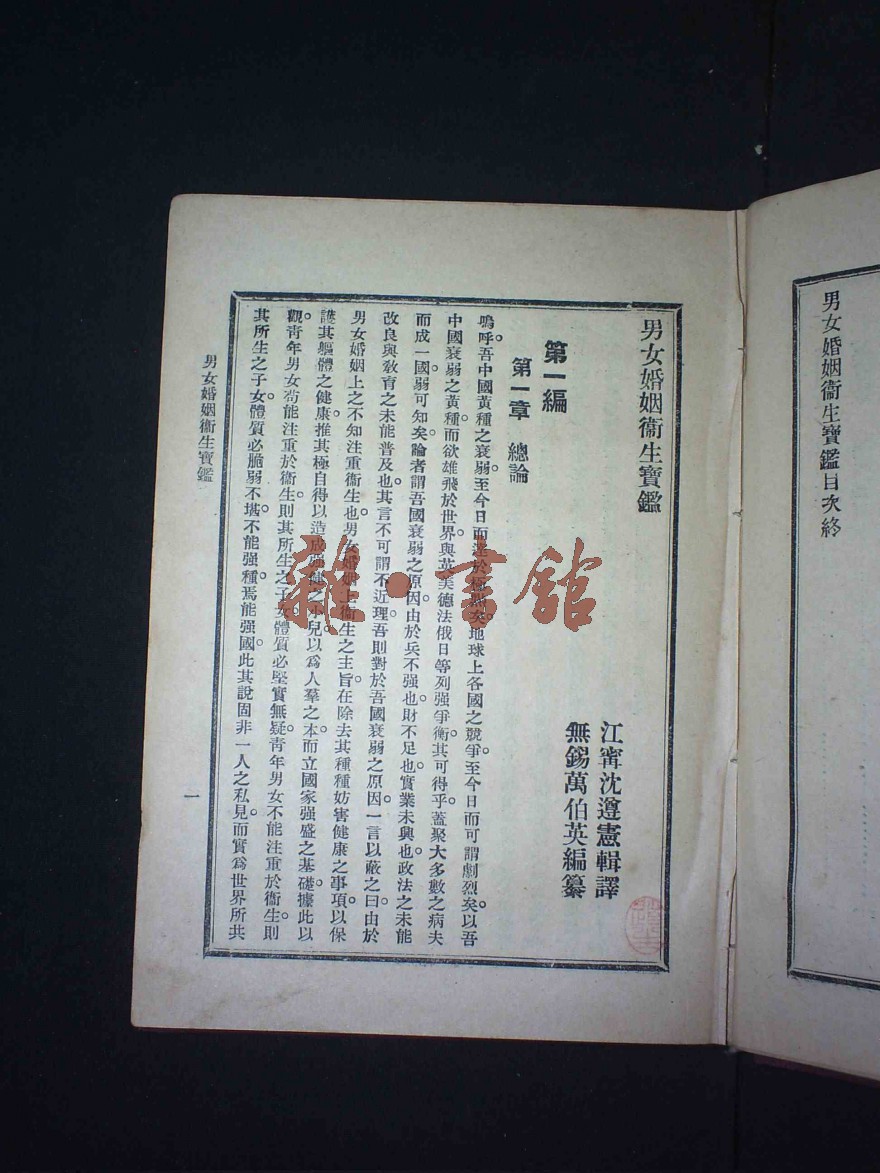 男女婚姻衞生寶鑑目次終
男女婚姻衞生寶鑑
江甯沈遵憲輯譯
無錫萬伯英編纂
第一編
第一章 總論
嗚呼吾中國黃種之衰弱。至今日而達於極點矣。地球上各國之競爭。至今日而可謂劇烈矣。以吾
中國衰弱之黃種。而欲雄飛於世界。與英美德法俄日等列强爭衡。其可得乎。蓋聚大多數之病夫
而成一國。弱可知矣。論者謂吾國衰弱之原因。由於兵不强也。財不足也。實業未興也。政法之未能
改良與敎育之未能普及也。其言不可謂不近理。吾則對於吾國衰弱之原因。一言以蔽之曰。由於
男女婚姻上之不知注重衞生也。男女婚姻上衞生之主旨。在除去其種種妨害健康之事項。以保
護其軀體之健康。推其極自得以造成强健之小兒。以爲人羣之本。而立國家强盛之基礎。據此以
觀。靑年男女苟能注重於衞生。則其所生之子女。體質必堅實無疑。靑年男女不能注重於衞生。則
其所生之子女。體質必脆弱不堪。不能强種。焉能强國。此其說固非一人之私見。而實爲世界所共
男女婚姻衞生寶鑑
一
雜·書館